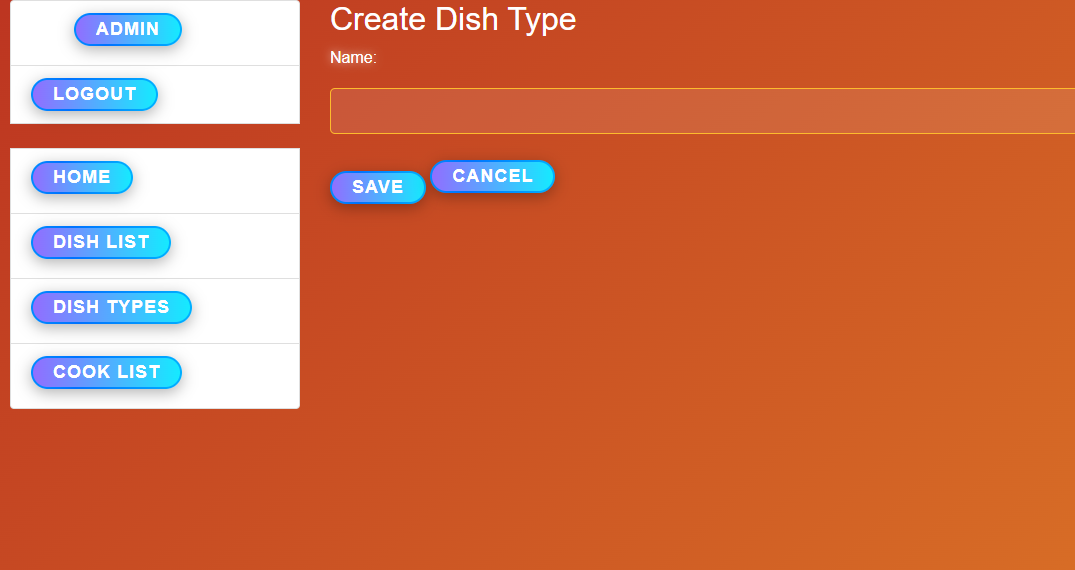 ADMIN
LOGOUT
HOME
DISH LIST
DISH TYPES
COOK LIST
Create Dish Type
Name:
SAVE CANCEL